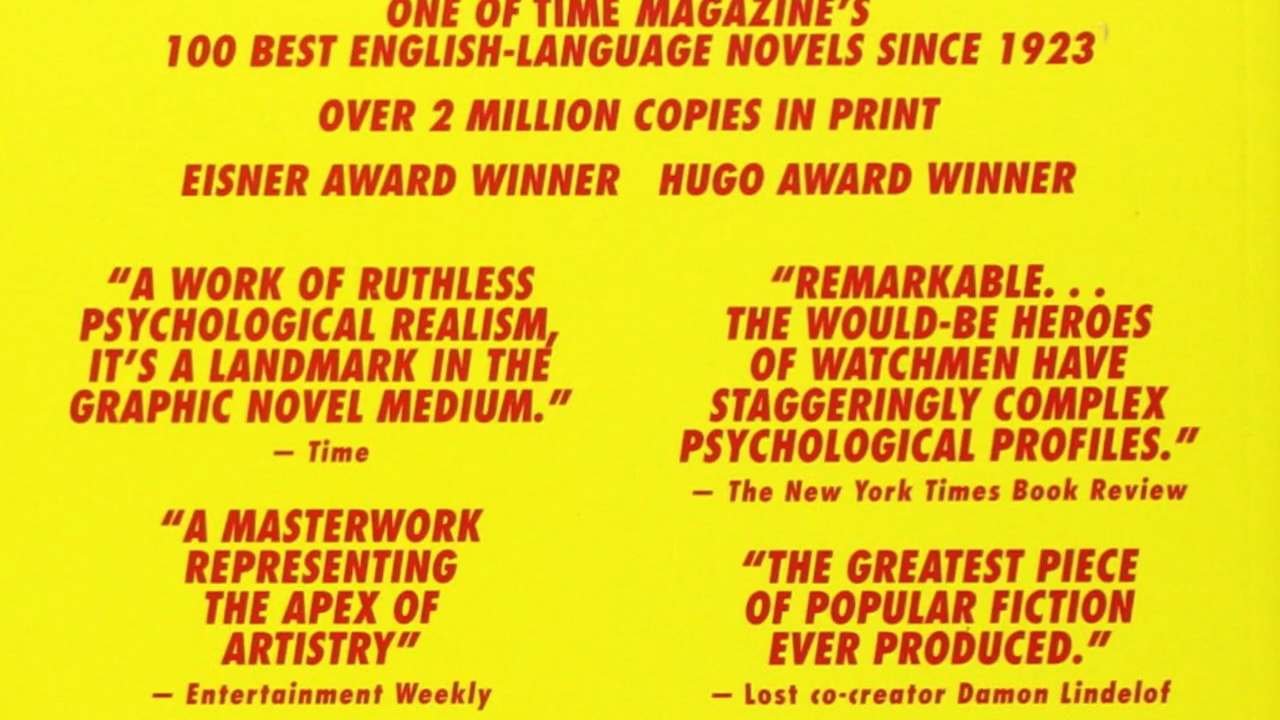 ONE OF TIME MAGAZINE'S
100 BEST ENGLISH-LANGUAGE NOVELS SINCE 1923
OVER 2 MILLION COPIES IN PRINT
EISNER AWARD WINNER HUGO AWARD WINNER
“A WORK OF RUTHLESS
PSYCHOLOGICAL REALISM,
IT'S A LANDMARK IN THE
GRAPHIC NOVEL MEDIUM.”
– Time
“A MASTERWORK
REPRESENTING
THE APEX OF
ARTISTRY”
– Entertainment Weekly
“REMARKABLE. . .
THE WOULD-BE HEROES
OF WATCHMEN HAVE
STAGGERINGLY COMPLEX
PSYCHOLOGICAL PROFILES.”
– The New York Times Book Review
“THE GREATEST PIECE
OF POPULAR FICTION
EVER PRODUCED.”
– Lost co-creator Damon Lindelof